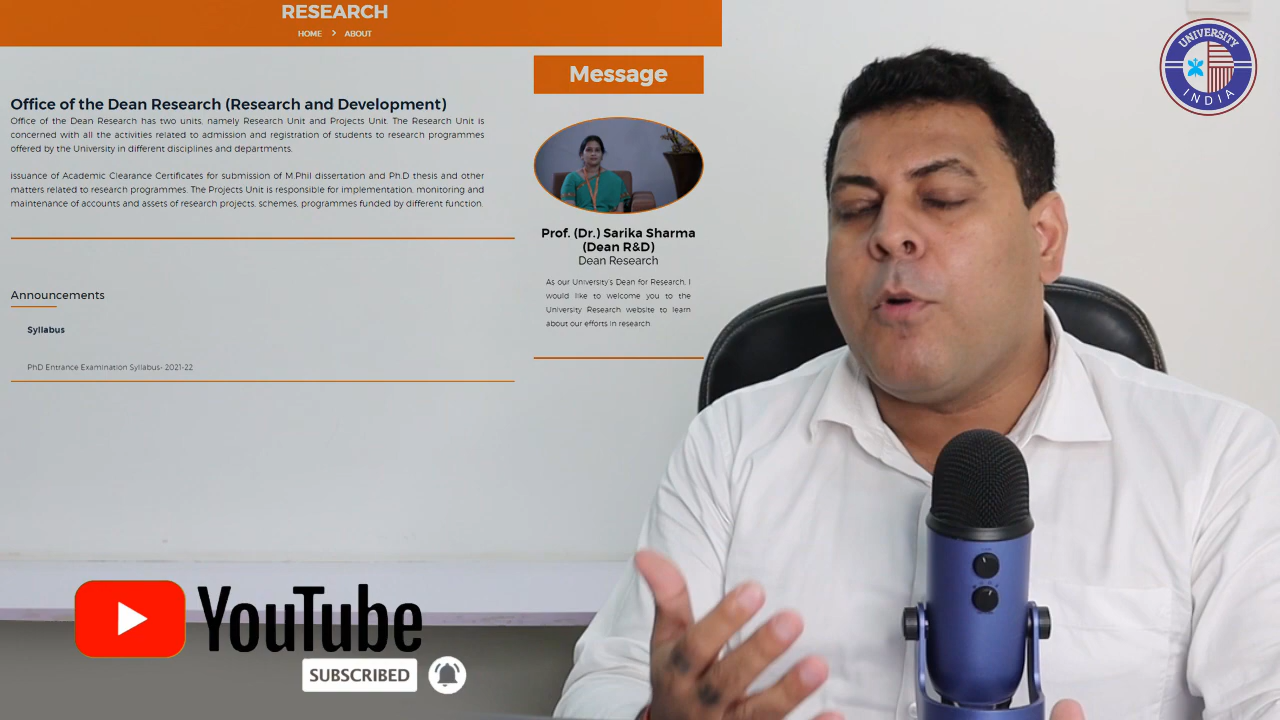 RESEARCH
HOME > ABOUT
Message
Office of the Dean Research (Research and Development)
Office of the Dean Research has two units, namely Research Unit and Projects Unit. The Research Unit is
concerned with all the activities related to admission and registration of students to research programmes
offered by the University in different disciplines and departments.
issuance of Academic Clearance Certificates for submission of M.Phil dissertation and Ph.D thesis and other
matters related to research programmes. The Projects Unit is responsible for implementation, monitoring and
maintenance of accounts and assets of research projects, schemes, programmes funded by different function.
Prof. (Dr.) Sarika Sharma
(Dean R&D)
Dean Research
As our University's Dean for Research, I
would like to welcome you to the
University Research website to learn
about our efforts in research
Announcements
Syllabus
PhD Entrance Examination Syllabus- 2021-22
UNIVERSITY
INDIA
YouTube
SUBSCRIBED